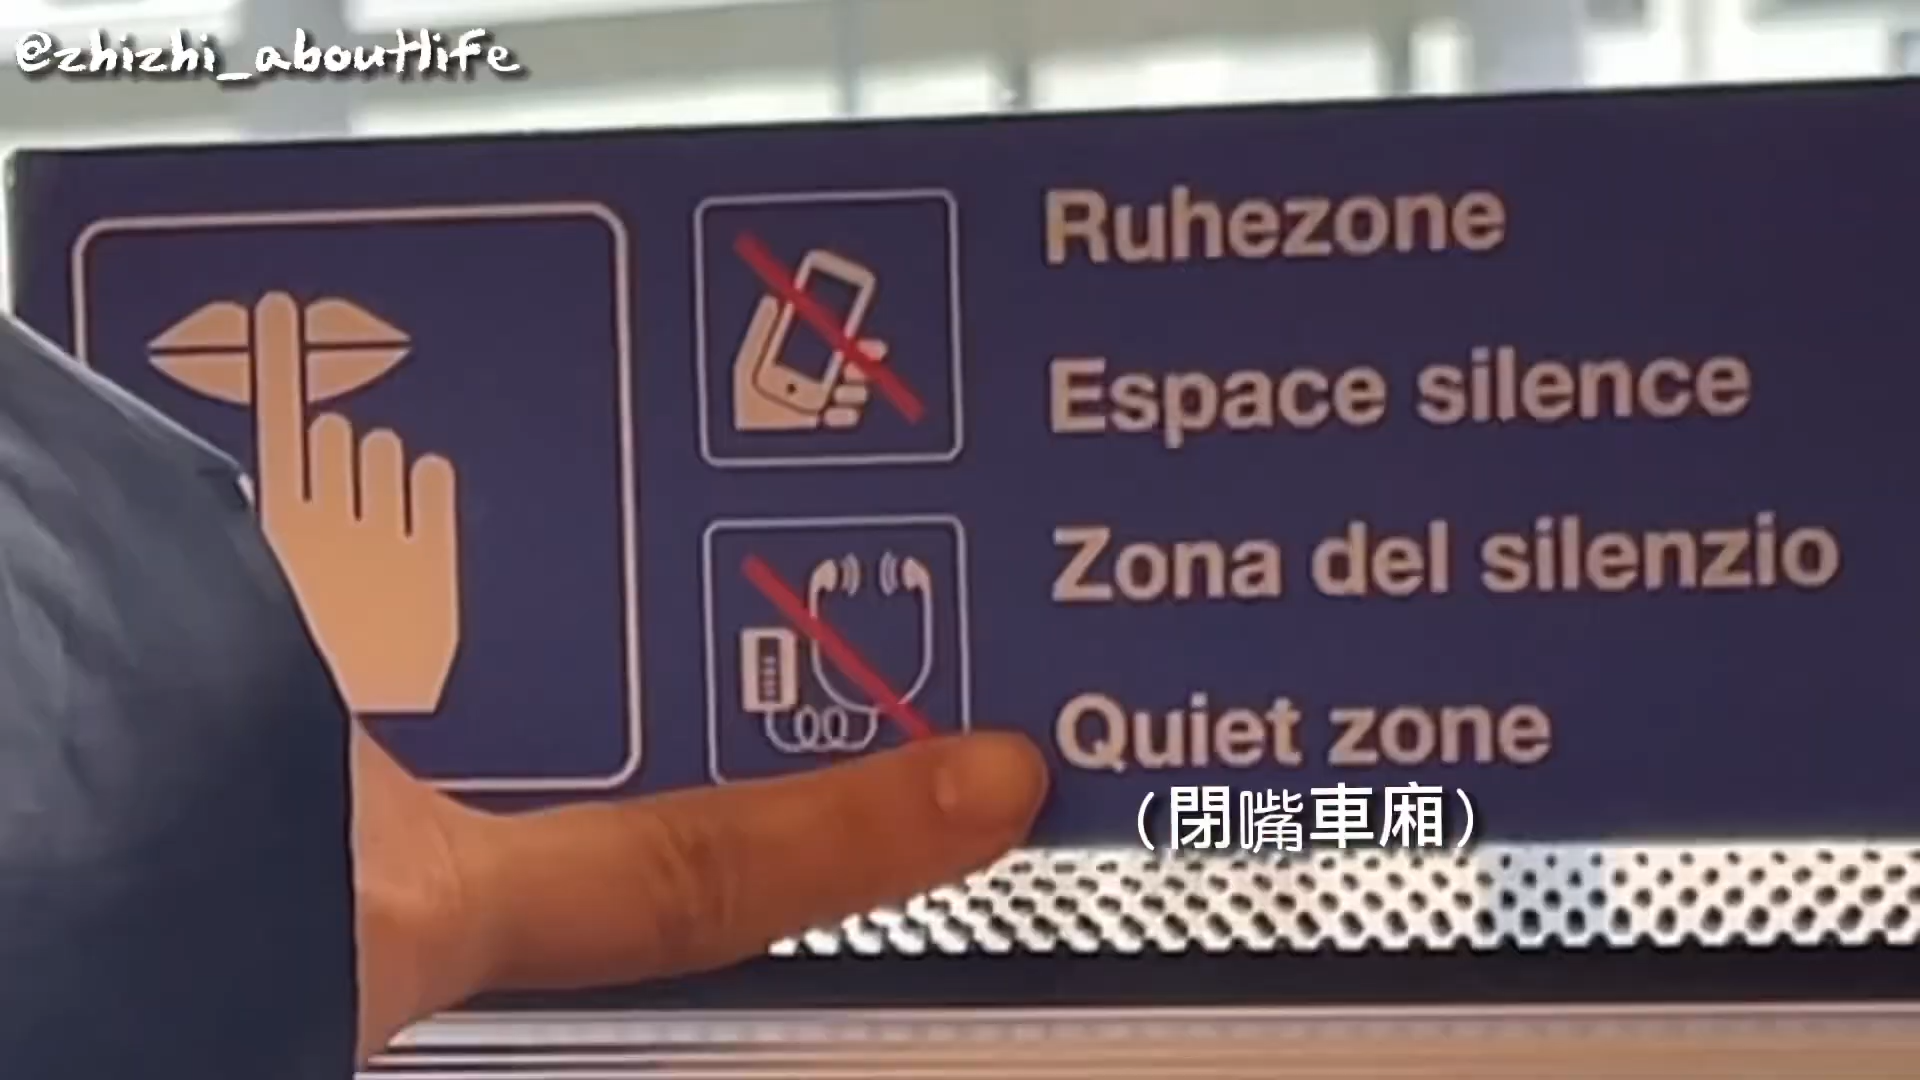 @zhizhi_aboutlife
Ruhezone
Espace silence
Zona del silenzio
Quiet zone
（閉嘴車廂）